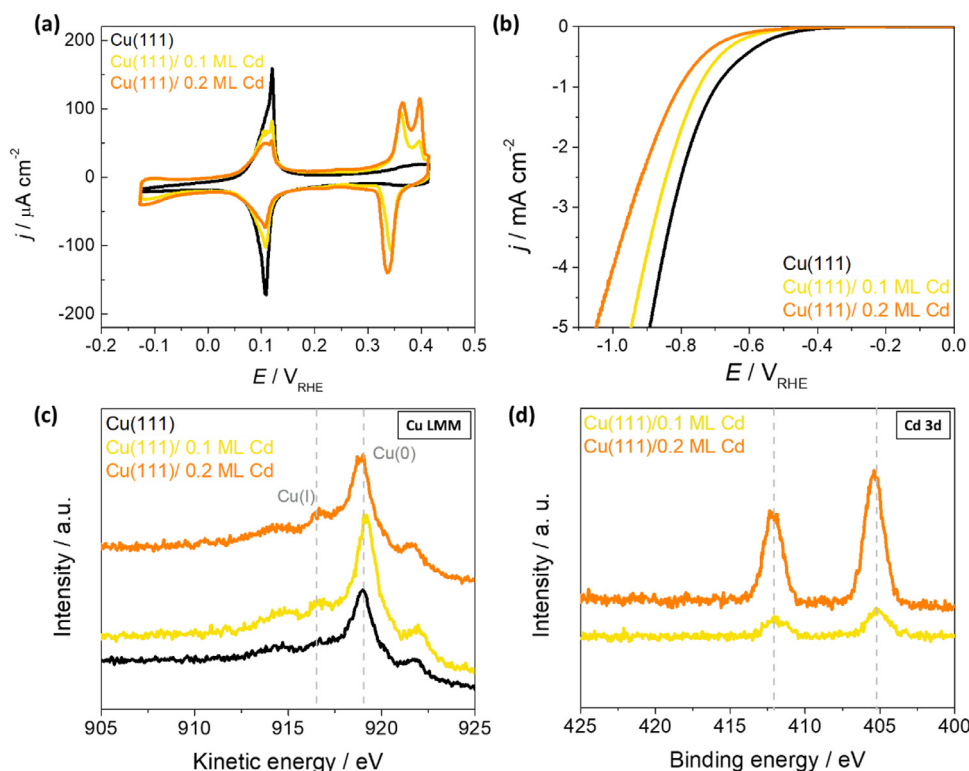 (a)
Cu(111)
Cu(111)/ 0.1 ML Cd
Cu(111)/ 0.2 ML Cd
200
100
0
-100
-200
j / μA cm-2
-0.2 -0.1 0.0 0.1 0.2 0.3 0.4 0.5
E / VRHE
(b)
0
-1
-2
-3
-4
-5
j / mA cm-2
Cu(111)
Cu(111)/ 0.1 ML Cd
Cu(111)/ 0.2 ML Cd
-1.0 -0.8 -0.6 -0.4 -0.2 0.0
E / VRHE
(c)
Cu LMM
Cu(111)
Cu(111)/ 0.1 ML Cd
Cu(111)/ 0.2 ML Cd
Cu(0)
Cu(I)
Intensity / a.u.
905 910 915 920 925
Kinetic energy / eV
(d)
Cd 3d
Cu(111)/0.1 ML Cd
Cu(111)/0.2 ML Cd
Intensity / a. u.
425 420 415 410 405 400
Binding energy / eV